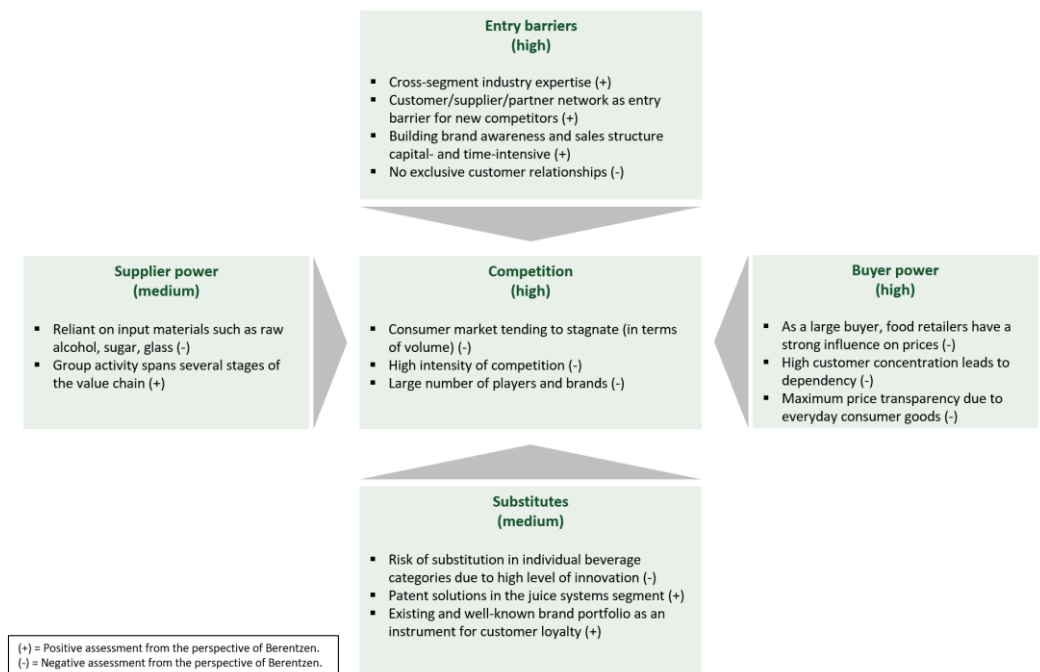 Entry barriers
(high)
▪ Cross-segment industry expertise (+)
▪ Customer/supplier/partner network as entry
barrier for new competitors (+)
▪ Building brand awareness and sales structure
capital- and time-intensive (+)
▪ No exclusive customer relationships (-)
Supplier power
(medium)
▪ Reliant on input materials such as raw
alcohol, sugar, glass (-)
▪ Group activity spans several stages of
the value chain (+)
Competition
(high)
▪ Consumer market tending to stagnate (in terms
of volume) (-)
▪ High intensity of competition (-)
▪ Large number of players and brands (-)
Buyer power
(high)
▪ As a large buyer, food retailers have a
strong influence on prices (-)
▪ High customer concentration leads to
dependency (-)
▪ Maximum price transparency due to
everyday consumer goods (-)
Substitutes
(medium)
▪ Risk of substitution in individual beverage
categories due to high level of innovation (-)
▪ Patent solutions in the juice systems segment (+)
▪ Existing and well-known brand portfolio as an
instrument for customer loyalty (+)
(+) = Positive assessment from the perspective of Berentzen.
(-) = Negative assessment from the perspective of Berentzen.